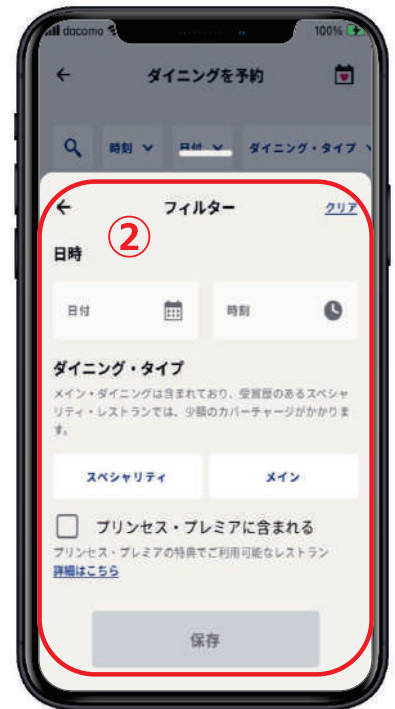 docomo
100%
ダイニングを予約
時刻
日付
ダイニング・タイプ
フィルター
クリア
②
日時
日付
時刻
ダイニング・タイプ
メイン・ダイニングは含まれており、受賞歴のあるスペシャ
リティ・レストランでは、少額のカバーチャージがかかりま
す。
スペシャリティ
メイン
プリンセス・プレミアに含まれる
プリンセス・プレミアの特典でご利用可能なレストラン
詳細はこちら
保存